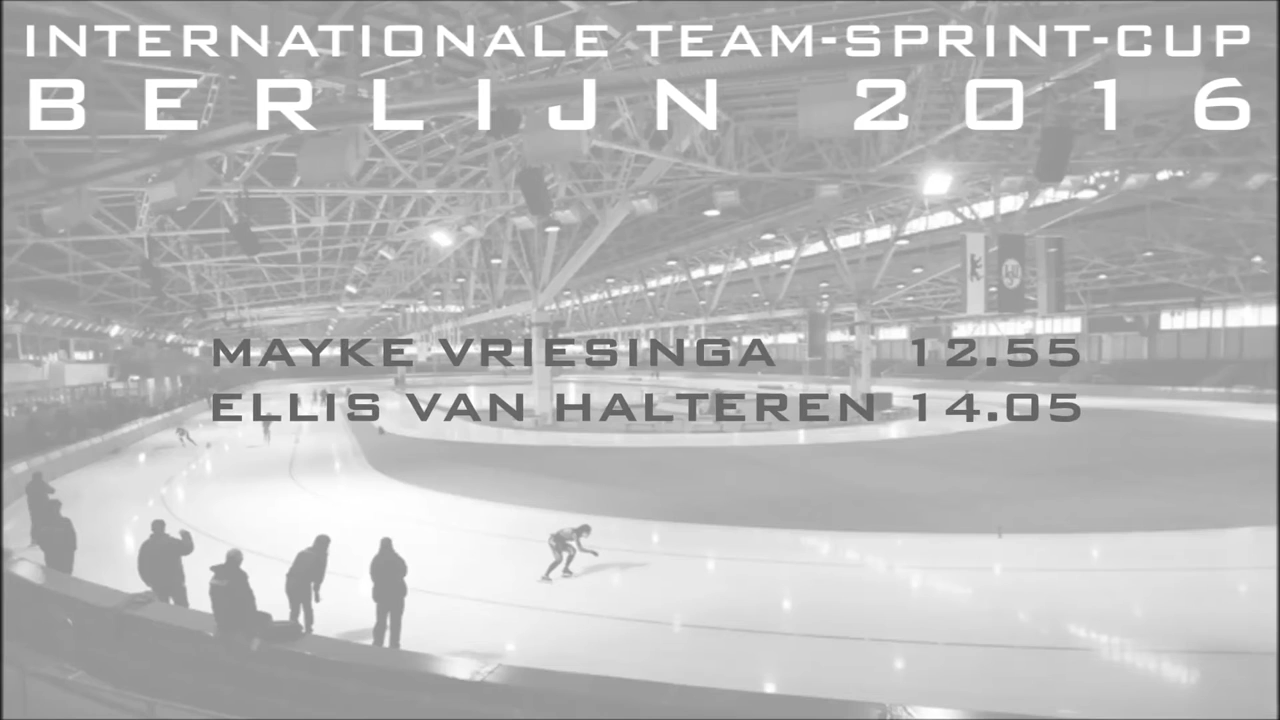 INTERNATIONALE TEAM-SPRINT-CUP
BERLIJN 2016
MAYKE VRIESINGA 12.55
ELLIS VAN HALTEREN 14.05